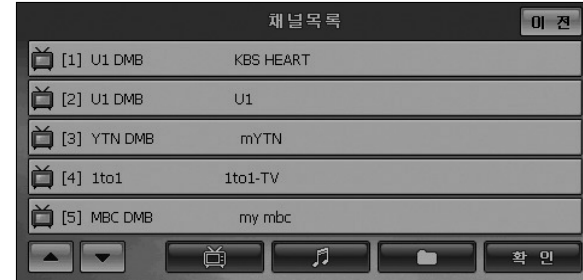 채널목록 이 전
[1] U1 DMB KBS HEART
[2] U1 DMB U1
[3] YTN DMB mYTN
[4] 1to1 1to1-TV
[5] MBC DMB my mbc
확 인